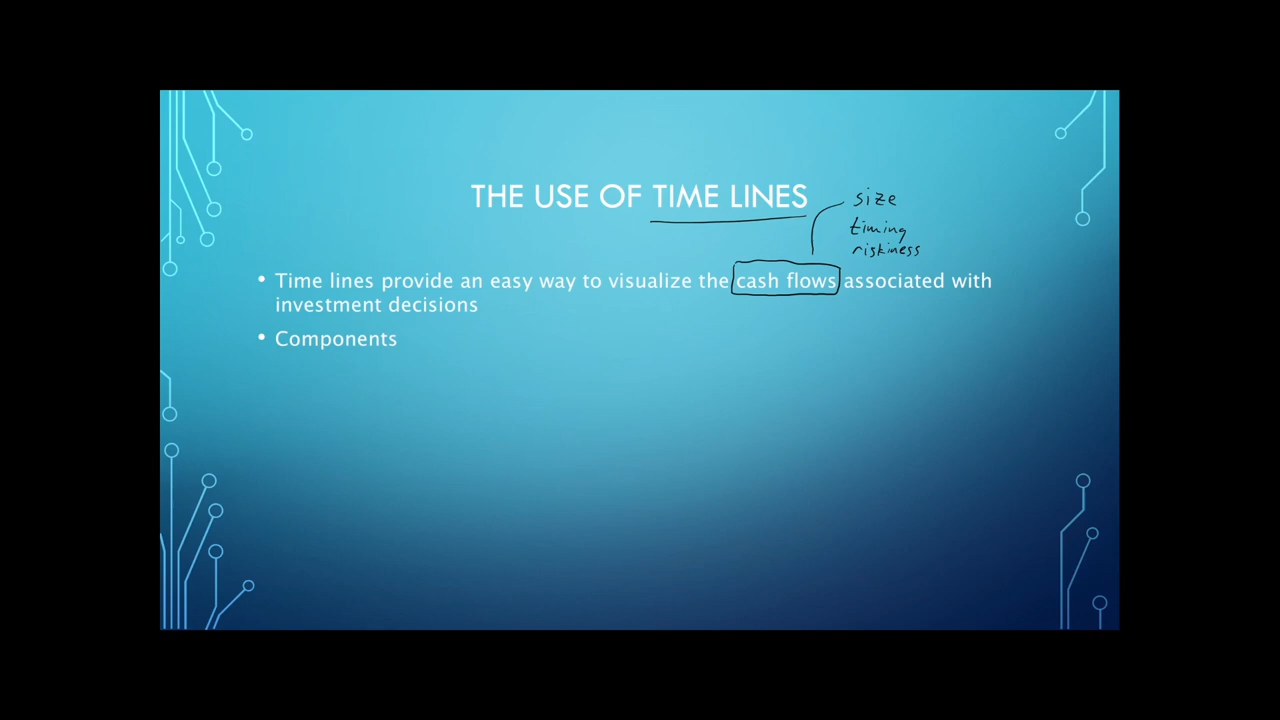 THE USE OF TIME LINES
size
timing
riskiness
• Time lines provide an easy way to visualize the cash flows associated with
investment decisions
• Components